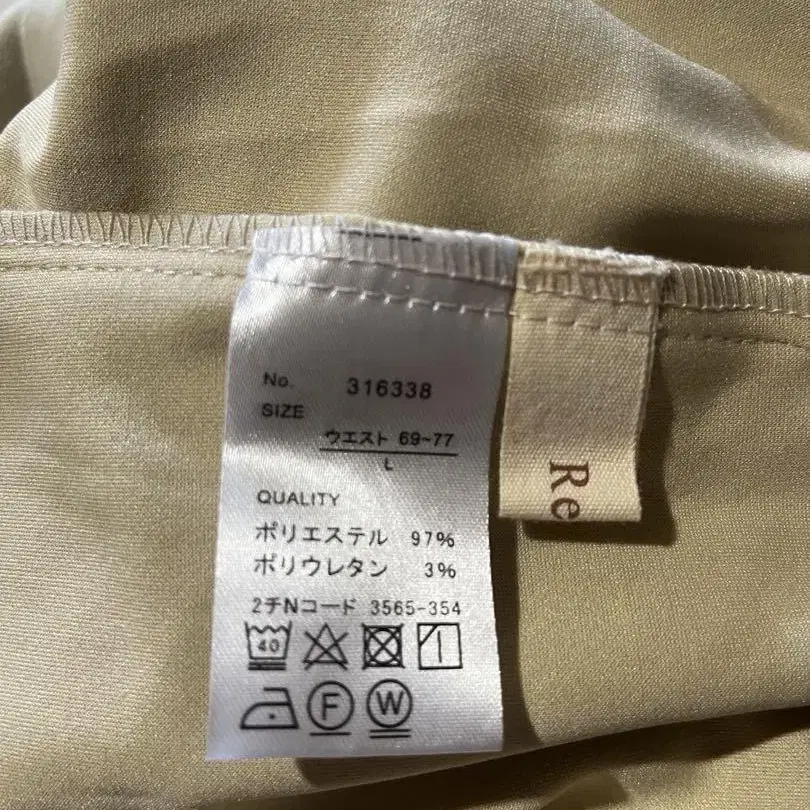 No. 316338
SIZE
ウエスト 69~77
L
QUALITY
ポリエステル 97%
ポリウレタン 3%
2チNコード 3565-354
40
F W
Re